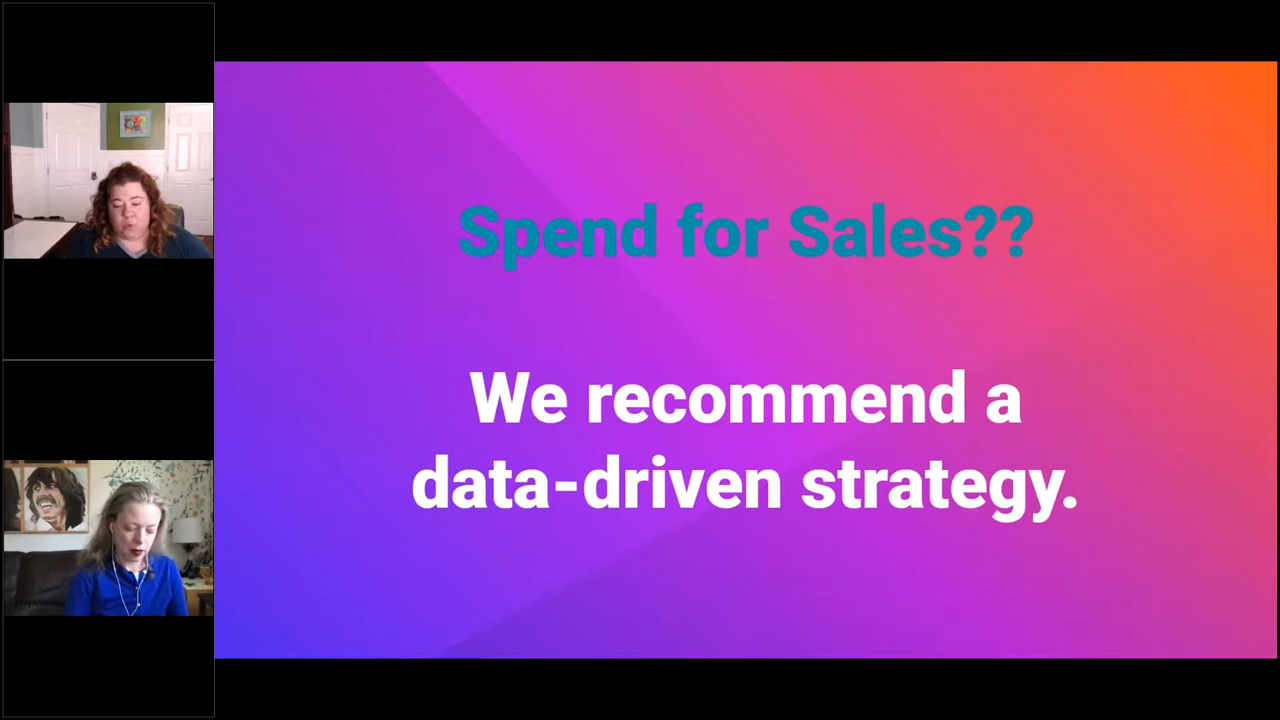 Spend for Sales??
We recommend a
data-driven strategy.